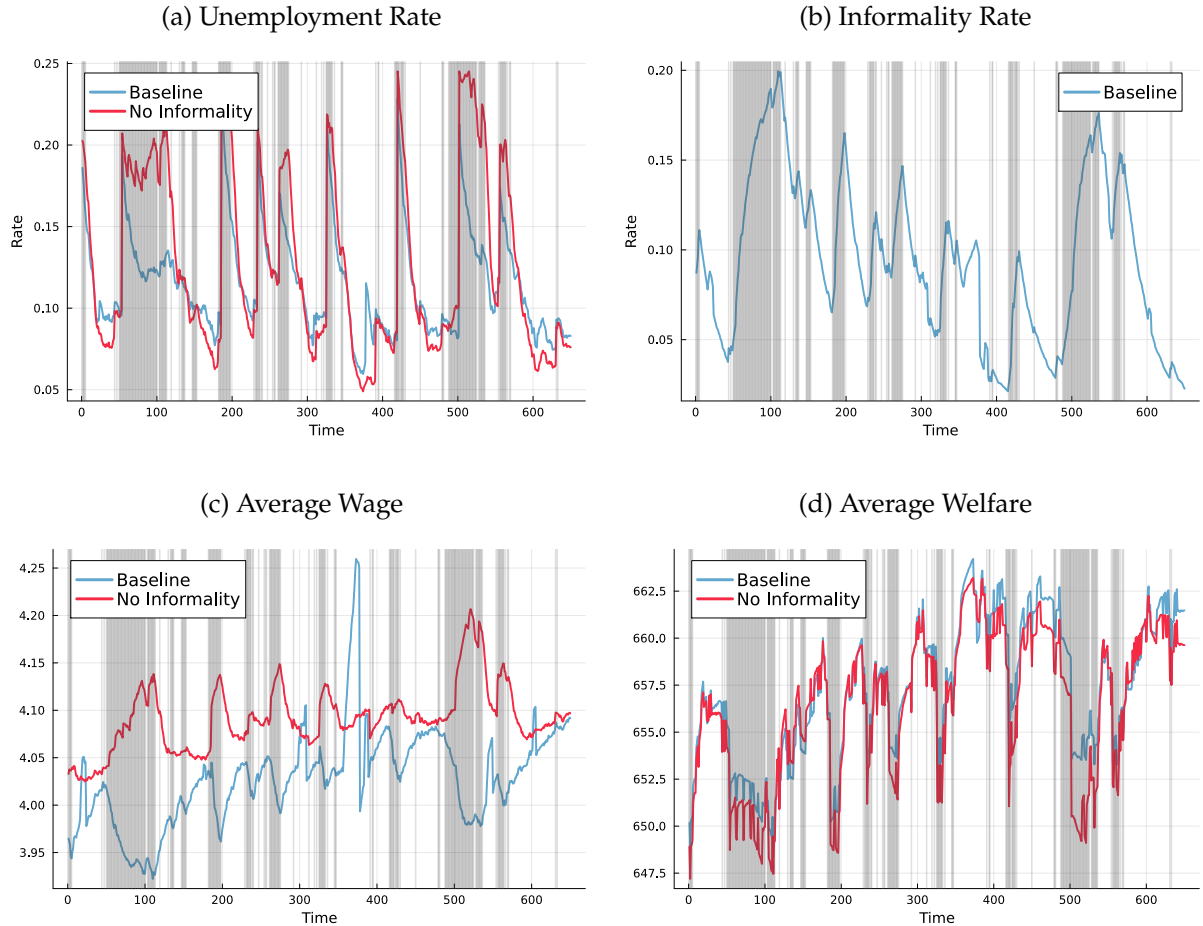 (a) Unemployment Rate
0.25
0.20
0.15
0.10
0.05
Rate
Baseline
No Informality
0 100 200 300 400 500 600
Time
(b) Informality Rate
0.20
0.15
0.10
0.05
Rate
Baseline
0 100 200 300 400 500 600
Time
(c) Average Wage
4.25
4.20
4.15
4.10
4.05
4.00
3.95
Baseline
No Informality
0 100 200 300 400 500 600
Time
(d) Average Welfare
662.5
660.0
657.5
655.0
652.5
650.0
647.5
Baseline
No Informality
0 100 200 300 400 500 600
Time